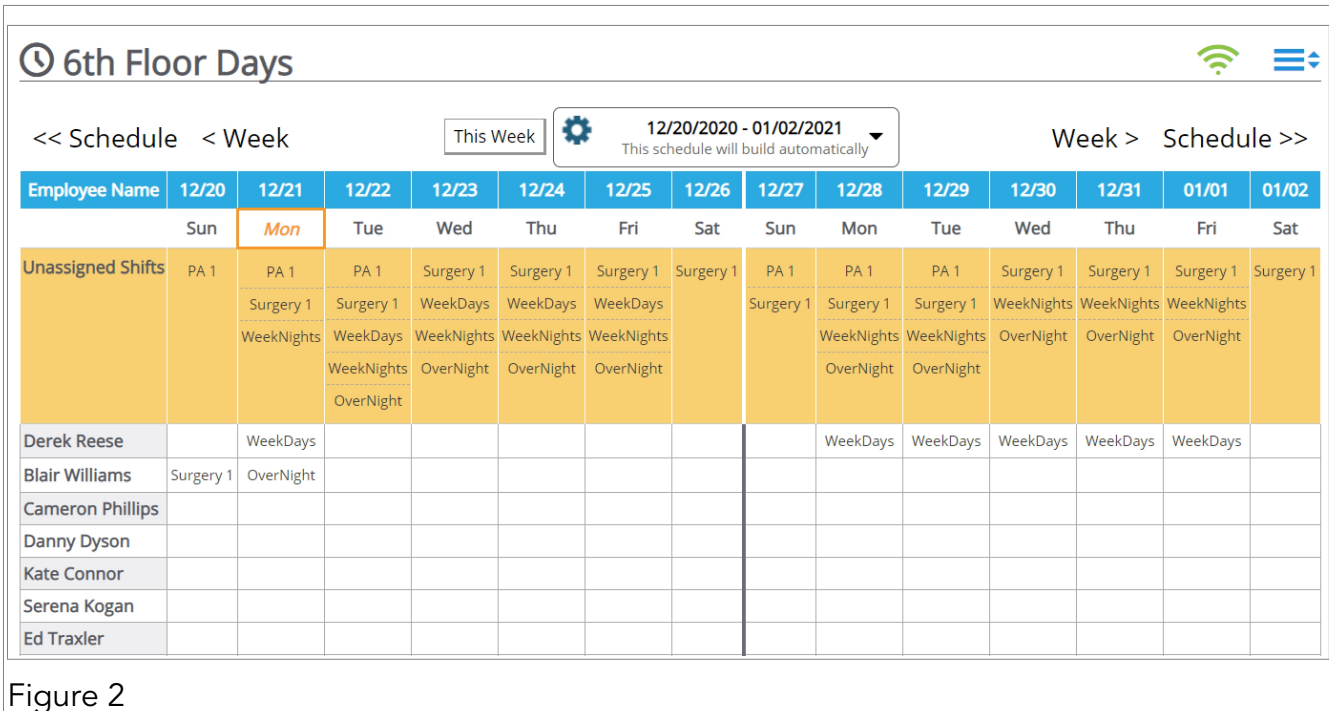 6th Floor Days
<< Schedule < Week This Week 12/20/2020 - 01/02/2021 Week > Schedule >>
This schedule will build automatically
Employee Name 12/20 12/21 12/22 12/23 12/24 12/25 12/26 12/27 12/28 12/29 12/30 12/31 01/01 01/02
Sun Mon Tue Wed Thu Fri Sat Sun Mon Tue Wed Thu Fri Sat
Unassigned Shifts PA 1 PA 1 PA 1 Surgery 1 Surgery 1 Surgery 1 Surgery 1 PA 1 PA 1 PA 1 Surgery 1 Surgery 1 Surgery 1 Surgery 1
Surgery 1 Surgery 1 WeekDays WeekDays WeekDays Surgery 1 Surgery 1 Surgery 1 WeekNights WeekNights WeekNights
WeekNights WeekDays WeekNights WeekNights WeekNights WeekNights WeekNights OverNight OverNight OverNight
WeekNights OverNight OverNight OverNight OverNight OverNight
OverNight
Derek Reese WeekDays WeekDays WeekDays WeekDays WeekDays WeekDays
Blair Williams Surgery 1 OverNight
Cameron Phillips
Danny Dyson
Kate Connor
Serena Kogan
Ed Traxler
Figure 2